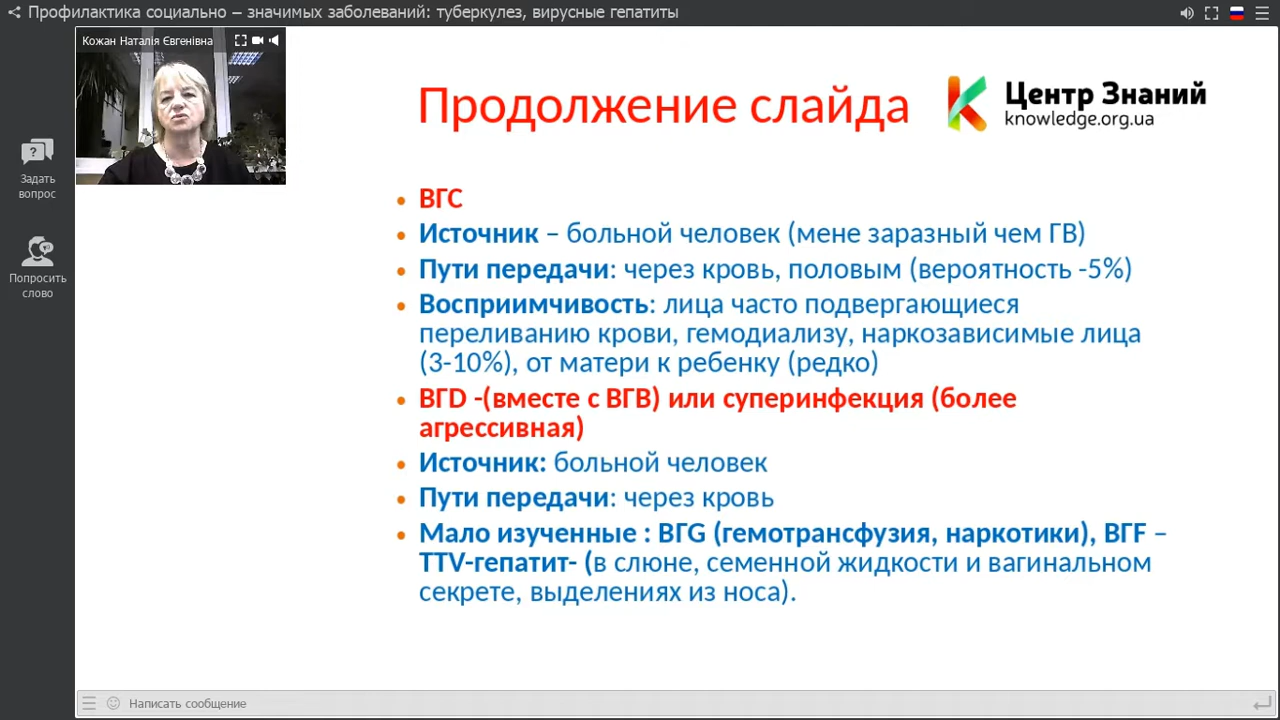 Профилактика социально – значимых заболеваний: туберкулез, вирусные гепатиты
Кожан Наталія Євгенівна
Задать
вопрос
Попросить
слово
Продолжение слайда
Центр Знаний
knowledge.org.ua
• ВГС
• Источник – больной человек (мене заразный чем ГВ)
• Пути передачи: через кровь, половым (вероятность -5%)
• Восприимчивость: лица часто подвергающиеся
переливанию крови, гемодиализу, наркозависимые лица
(3-10%), от матери к ребенку (редко)
• ВГD -(вместе с ВГВ) или суперинфекция (более
агрессивная)
• Источник: больной человек
• Пути передачи: через кровь
• Мало изученные : ВГG (гемотрансфузия, наркотики), ВГF –
TTV-гепатит- (в слюне, семенной жидкости и вагинальном
секрете, выделениях из носа).
Написать сообщение